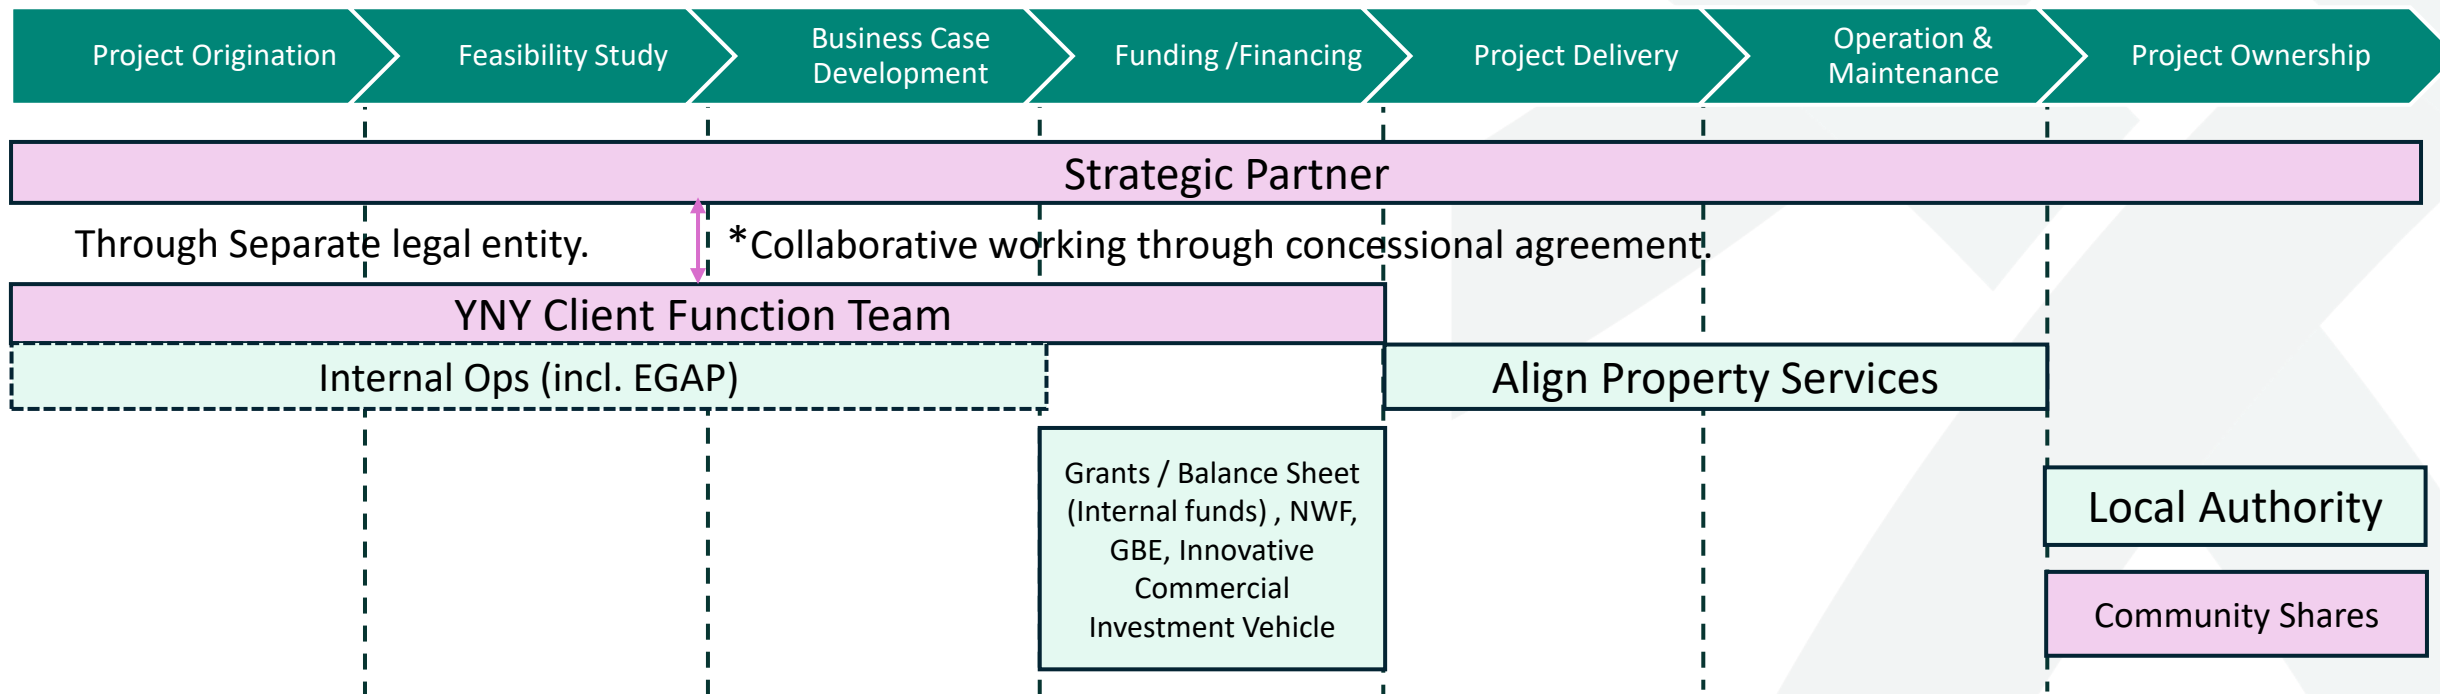 Project Origination
Feasibility Study
Business Case
Development
Funding /Financing
Project Delivery
Operation &
Maintenance
Project Ownership
Strategic Partner
Through Separate legal entity.
*Collaborative working through concessional agreement.
YNY Client Function Team
Internal Ops (incl. EGAP)
Align Property Services
Grants / Balance Sheet
(Internal funds) , NWF,
GBE, Innovative
Commercial
Investment Vehicle
Local Authority
Community Shares